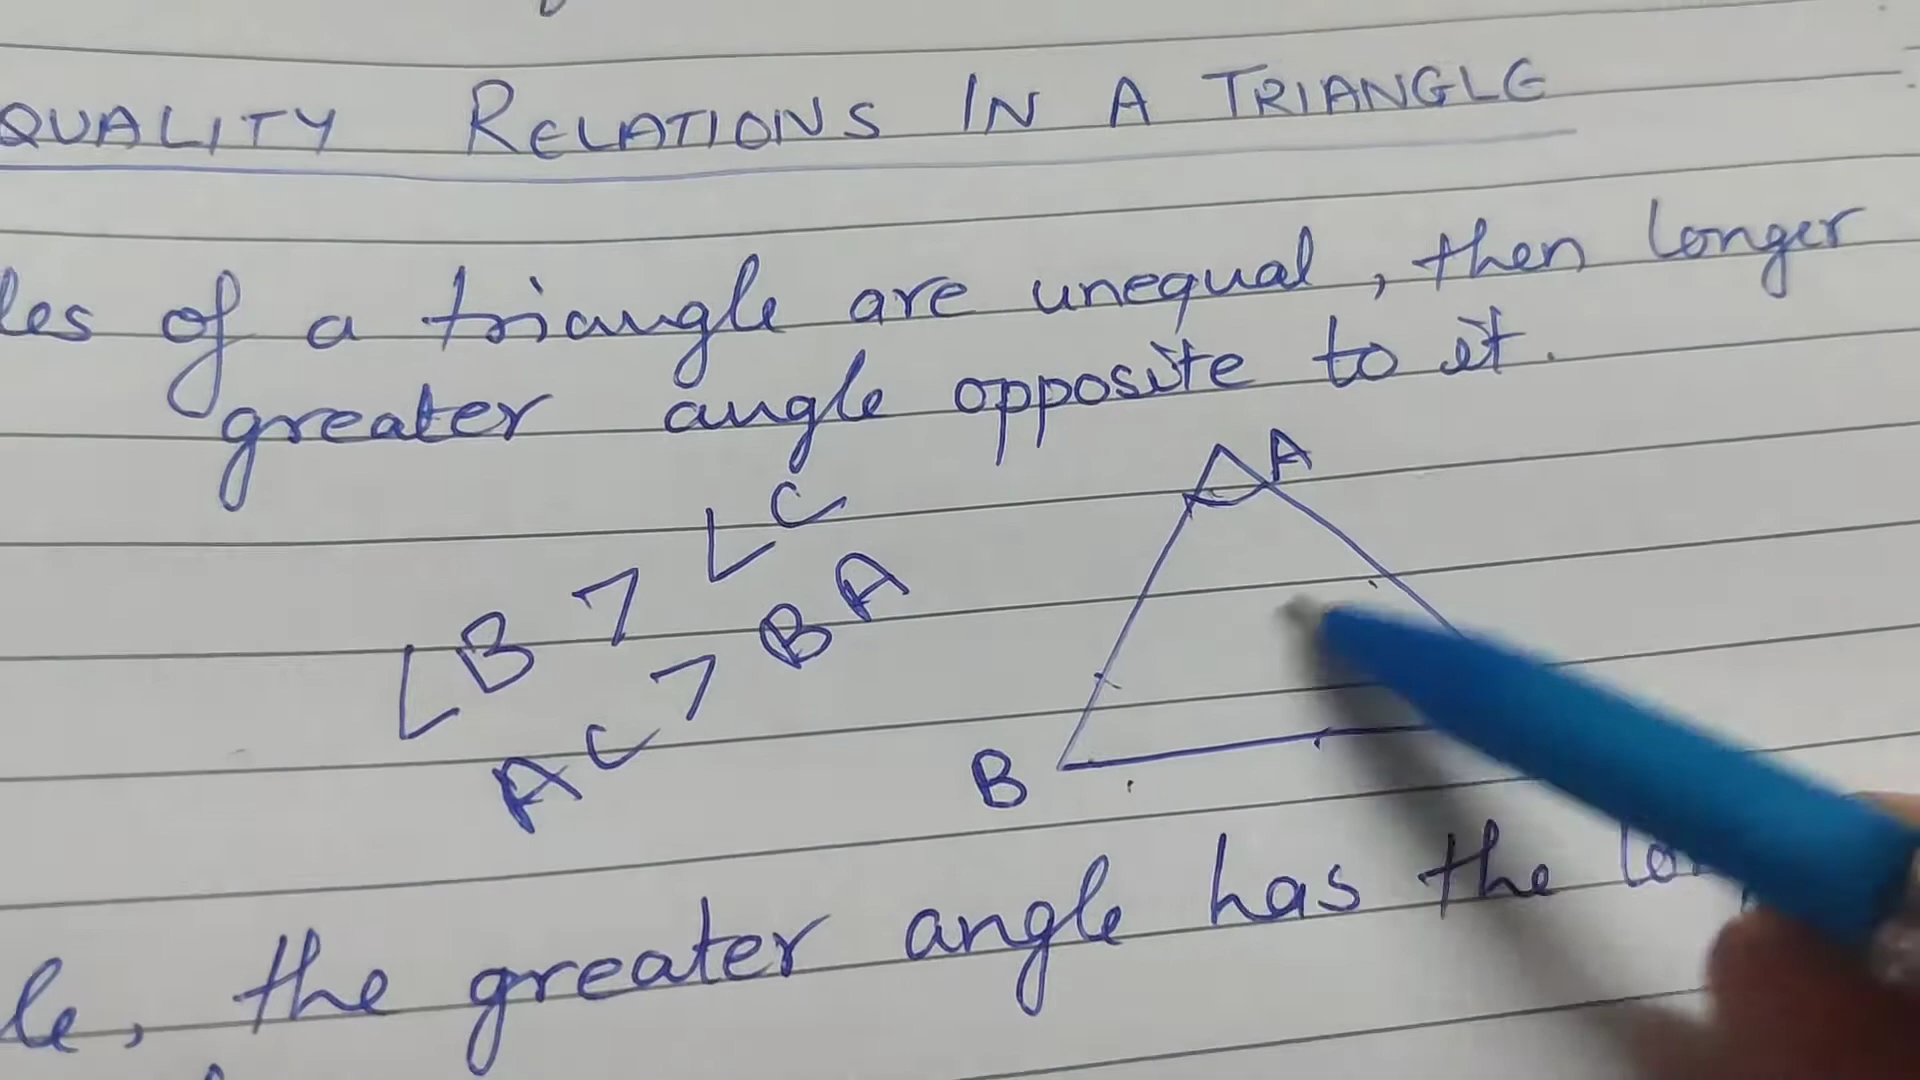 QUALITY RELATIONS IN A TRIANGLE
les of a triangle are unequal, then longer
greater angle opposite to it.
∠B > ∠C
AC > BA
A
B
le, the greater angle has the